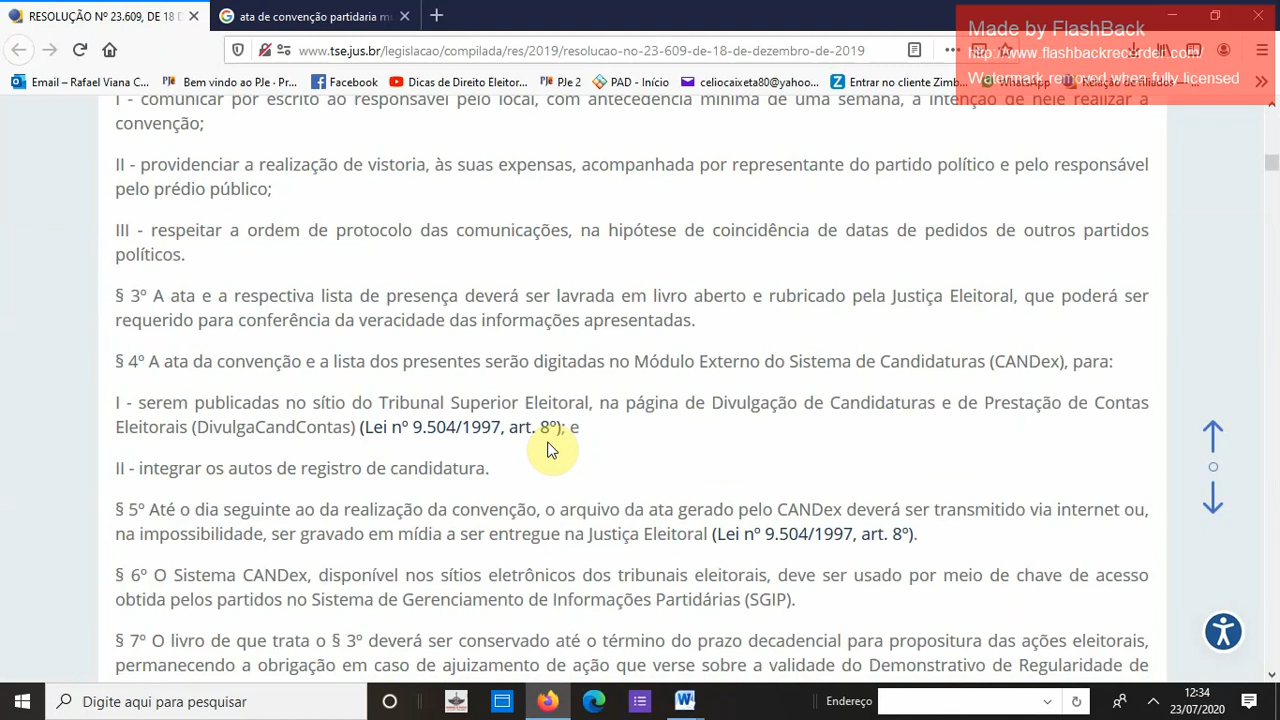 RESOLUÇÃO Nº 23.609, DE 18 D
ata de convenção partidaria mu
Made by FlashBack
http://www.flashbackrecorder.com/
Watermark removed when fully licensed
www.tse.jus.br/legislacao/compilada/res/2019/resolucao-no-23-609-de-18-de-dezembro-de-2019
Email – Rafael Viana C... Bem vindo ao PJe · Pr... Facebook Dicas de Direito Eleitor... PJe 2 PAD - Início celiocaixeta80@yahoo... Entrar no cliente Zimb... WhatsApp Relação de filiados — ...
I - comunicar por escrito ao responsável pelo local, com antecedência mínima de uma semana, a intenção de nele realizar a
convenção;
II - providenciar a realização de vistoria, às suas expensas, acompanhada por representante do partido político e pelo responsável
pelo prédio público;
III - respeitar a ordem de protocolo das comunicações, na hipótese de coincidência de datas de pedidos de outros partidos
políticos.
§ 3º A ata e a respectiva lista de presença deverá ser lavrada em livro aberto e rubricado pela Justiça Eleitoral, que poderá ser
requerido para conferência da veracidade das informações apresentadas.
§ 4º A ata da convenção e a lista dos presentes serão digitadas no Módulo Externo do Sistema de Candidaturas (CANDex), para:
I - serem publicadas no sítio do Tribunal Superior Eleitoral, na página de Divulgação de Candidaturas e de Prestação de Contas
Eleitorais (DivulgaCandContas) (Lei nº 9.504/1997, art. 8º); e
II - integrar os autos de registro de candidatura.
§ 5º Até o dia seguinte ao da realização da convenção, o arquivo da ata gerado pelo CANDex deverá ser transmitido via internet ou,
na impossibilidade, ser gravado em mídia a ser entregue na Justiça Eleitoral (Lei nº 9.504/1997, art. 8º).
§ 6º O Sistema CANDex, disponível nos sítios eletrônicos dos tribunais eleitorais, deve ser usado por meio de chave de acesso
obtida pelos partidos no Sistema de Gerenciamento de Informações Partidárias (SGIP).
§ 7º O livro de que trata o § 3º deverá ser conservado até o término do prazo decadencial para propositura das ações eleitorais,
permanecendo a obrigação em caso de ajuizamento de ação que verse sobre a validade do Demonstrativo de Regularidade de
Digite aqui para pesquisar
Endereço
12:34
23/07/2020